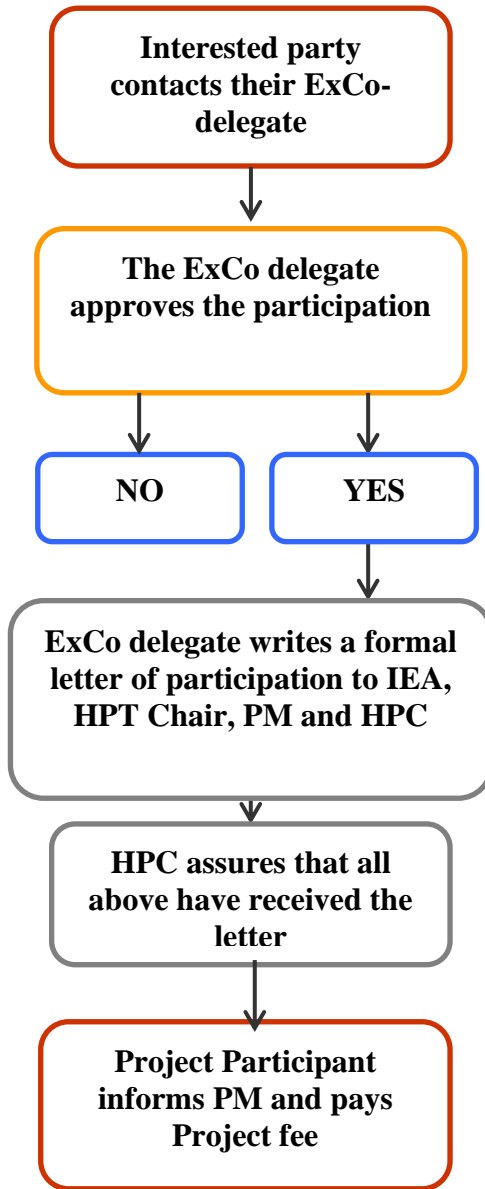 Interested party
contacts their ExCo-
delegate
The ExCo delegate
approves the participation
NO
YES
ExCo delegate writes a formal
letter of participation to IEA,
HPT Chair, PM and HPC
HPC assures that all
above have received the
letter
Project Participant
informs PM and pays
Project fee